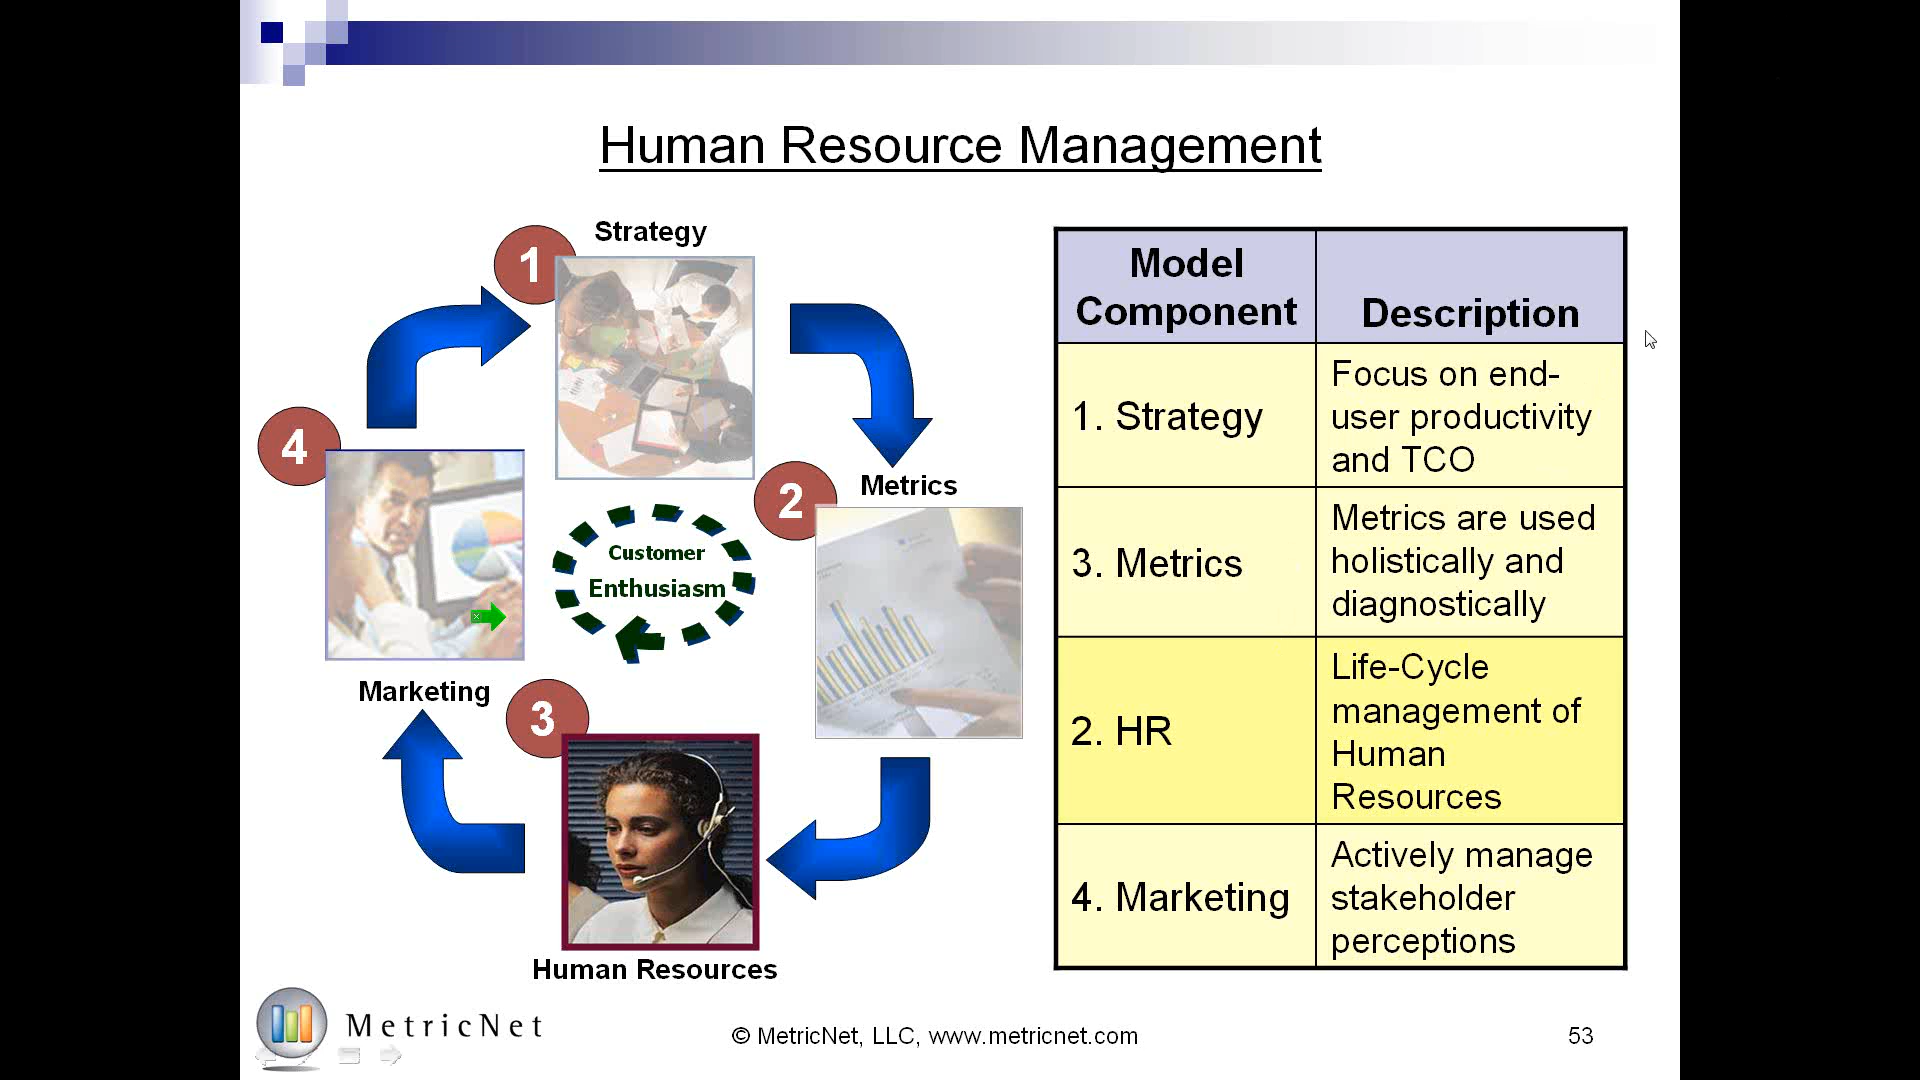 Human Resource Management
1
Strategy
4
2
Metrics
Customer
Enthusiasm
Marketing
3
Human Resources
Model
Component
Description
1. Strategy
Focus on end-
user productivity
and TCO
3. Metrics
Metrics are used
holistically and
diagnostically
2. HR
Life-Cycle
management of
Human
Resources
4. Marketing
Actively manage
stakeholder
perceptions
MetricNet
© MetricNet, LLC, www.metricnet.com
53